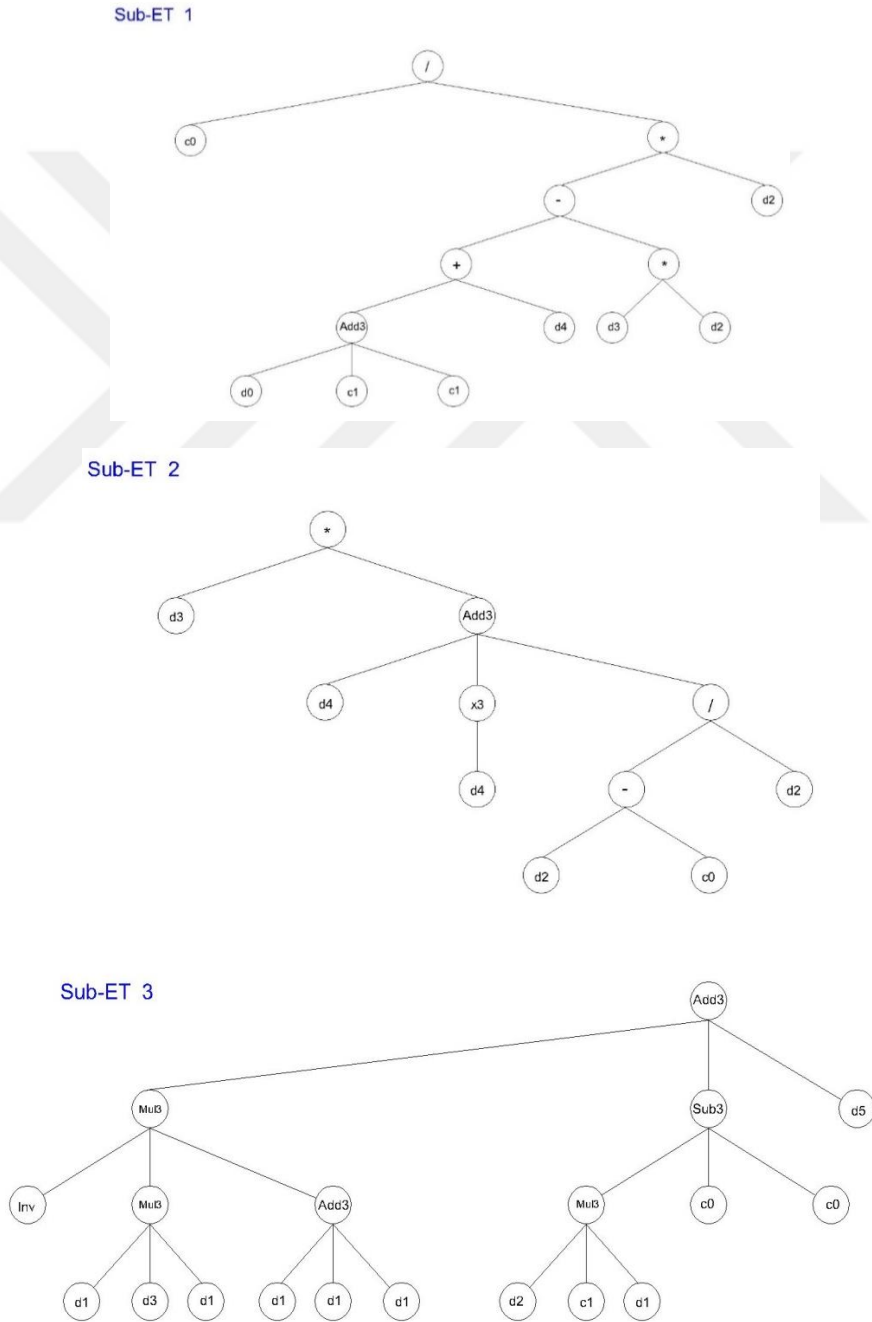 Sub-ET 1
/
c0 *
- d2
+ *
Add3 d4 d3 d2
d0 c1 c1
Sub-ET 2
*
d3 Add3
d4 x3 /
d4 - d2
d2 c0
Sub-ET 3
Add3
Mul3 Sub3 d5
Inv Mul3 Add3 Mul3 c0 c0
d1 d3 d1 d1 d1 d1 d2 c1 d1